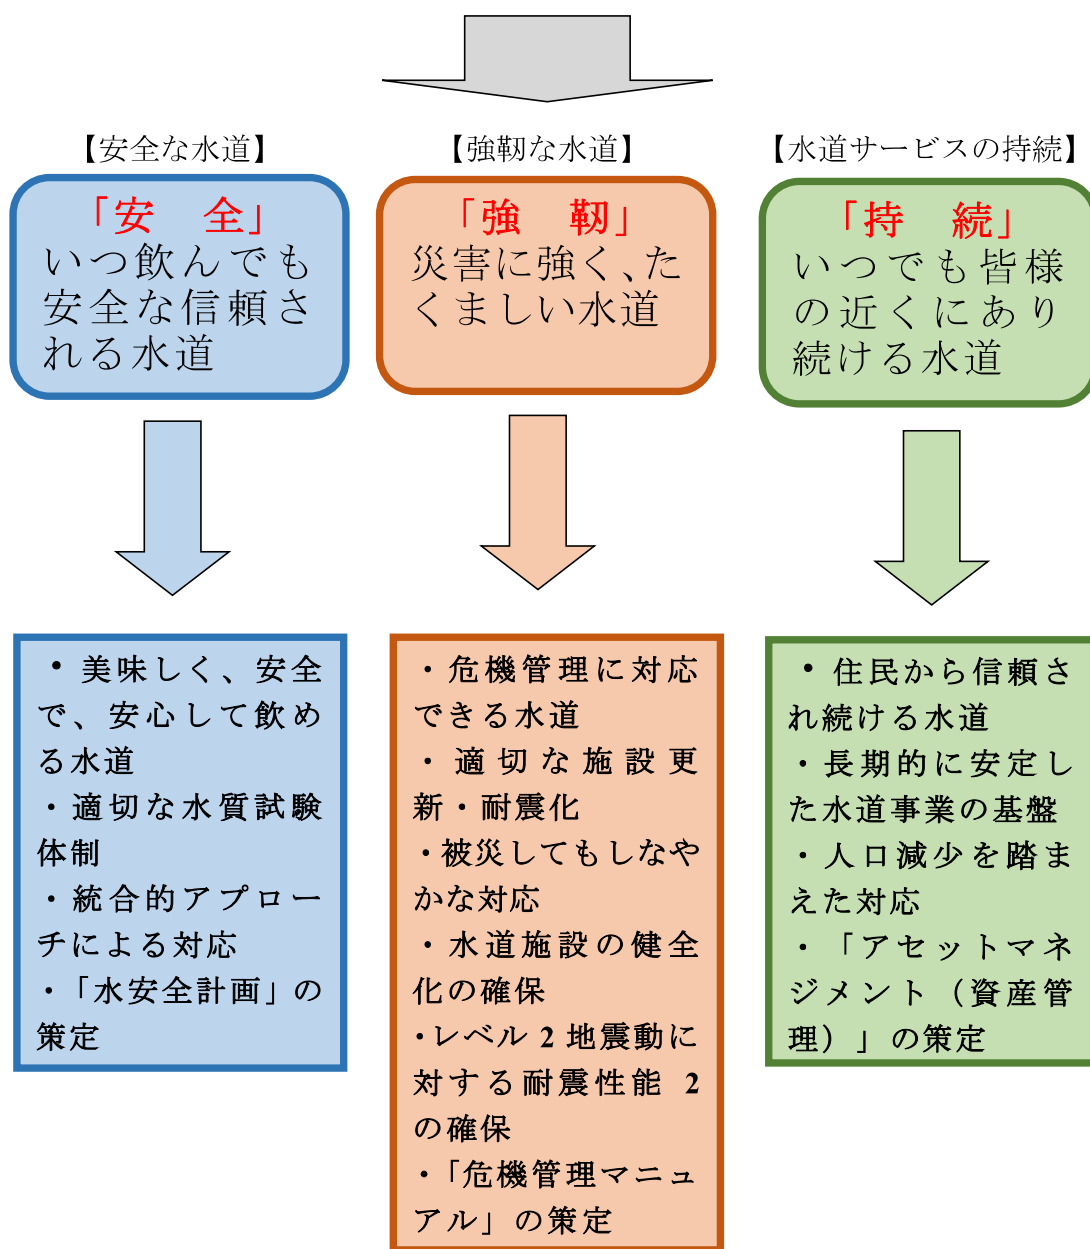 【安全な水道】
「安　全」
いつ飲んでも
安全な信頼さ
れる水道
・美味しく、安全
で、安心して飲め
る水道
・適切な水質試験
体制
・統合的アプロー
チによる対応
・「水安全計画」の
策定
【強靭な水道】
「強　靭」
災害に強く、た
くましい水道
・危機管理に対応
できる水道
・適切な施設更
新・耐震化
・被災してもしなや
かな対応
・水道施設の健全
化の確保
・レベル 2 地震動に
対する耐震性能 2
の確保
・「危機管理マニュ
アル」の策定
【水道サービスの持続】
「持　続」
いつでも皆様
の近くにあり
続ける水道
・住民から信頼さ
れ続ける水道
・長期的に安定し
た水道事業の基盤
・人口減少を踏ま
えた対応
・「アセットマネ
ジメント（資産管
理）」の策定